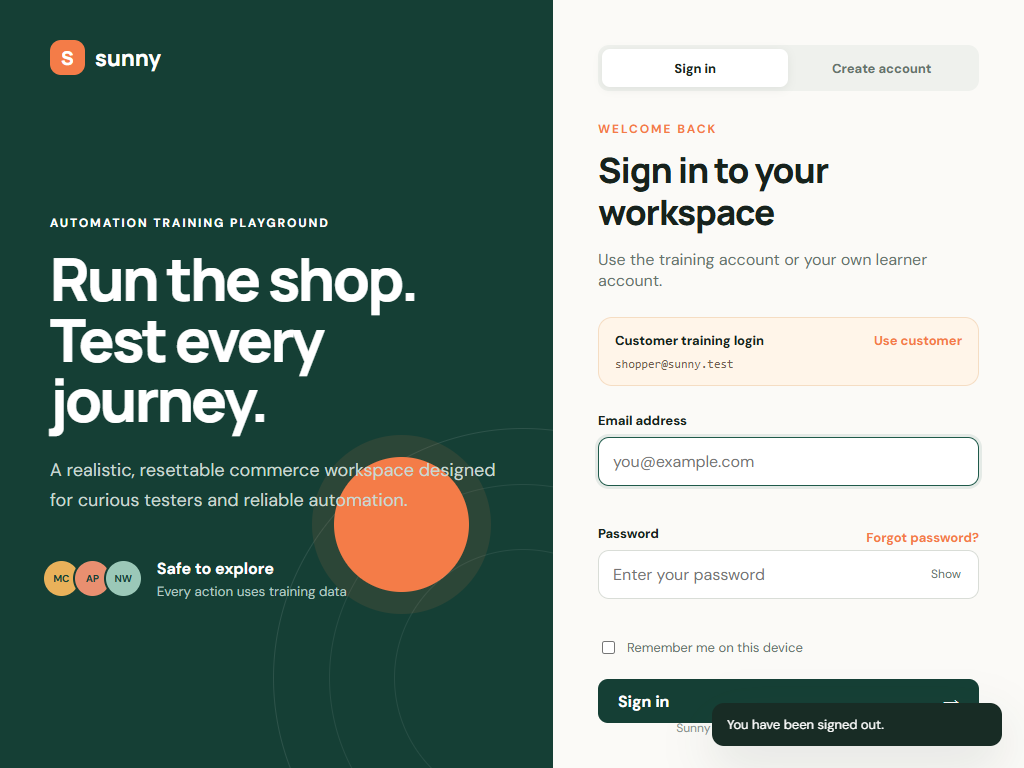 S sunny
AUTOMATION TRAINING PLAYGROUND
Run the shop.
Test every
journey.
A realistic, resettable commerce workspace designed
for curious testers and reliable automation.
MC AP NW
Safe to explore
Every action uses training data
Sign in
Create account
WELCOME BACK
Sign in to your
workspace
Use the training account or your own learner
account.
Customer training login
Use customer
shopper@sunny.test
Email address
you@example.com
Password
Forgot password?
Enter your password
Show
Remember me on this device
Sign in →
Sunny
You have been signed out.